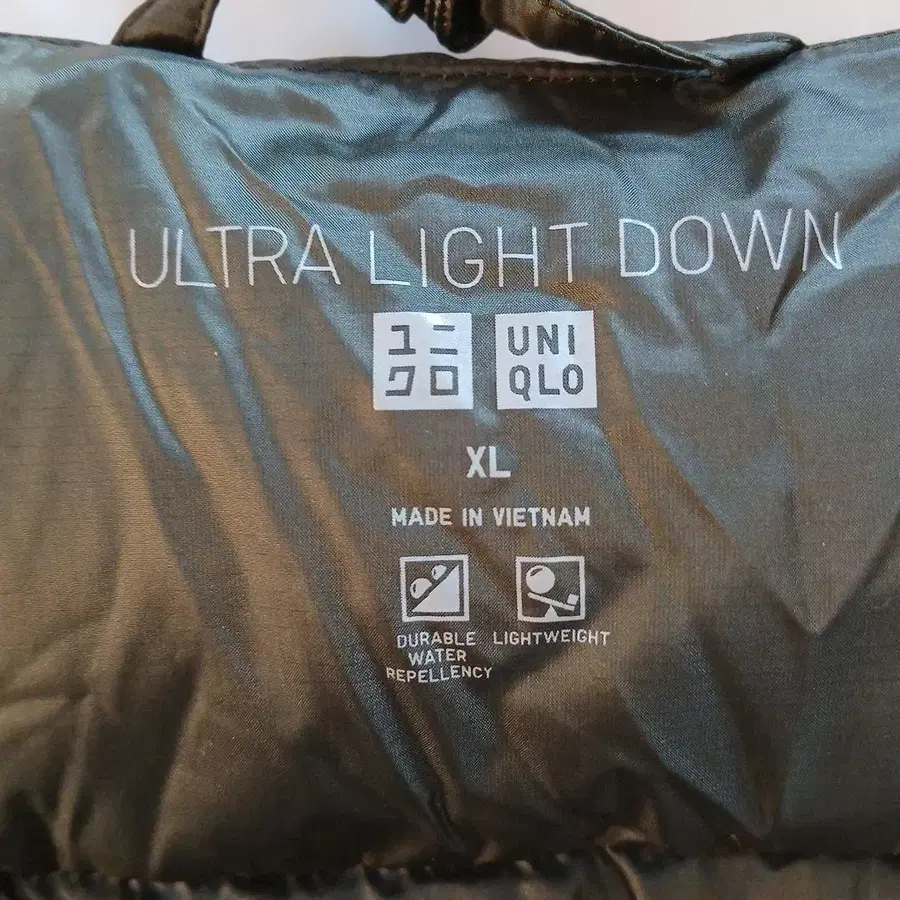 ULTRA LIGHT DOWN
ユニ
クロ
UNI
QLO
XL
MADE IN VIETNAM
DURABLE
WATER
REPELLENCY
LIGHTWEIGHT